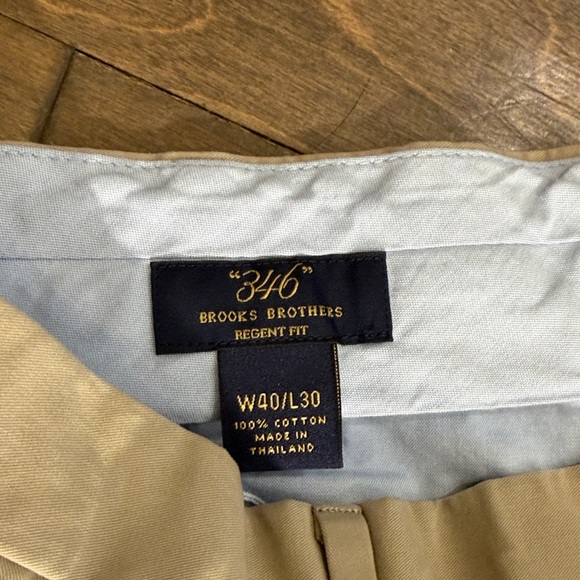 "346"
BROOKS BROTHERS
REGENT FIT
W40/L30
100% COTTON
MADE IN
THAILAND